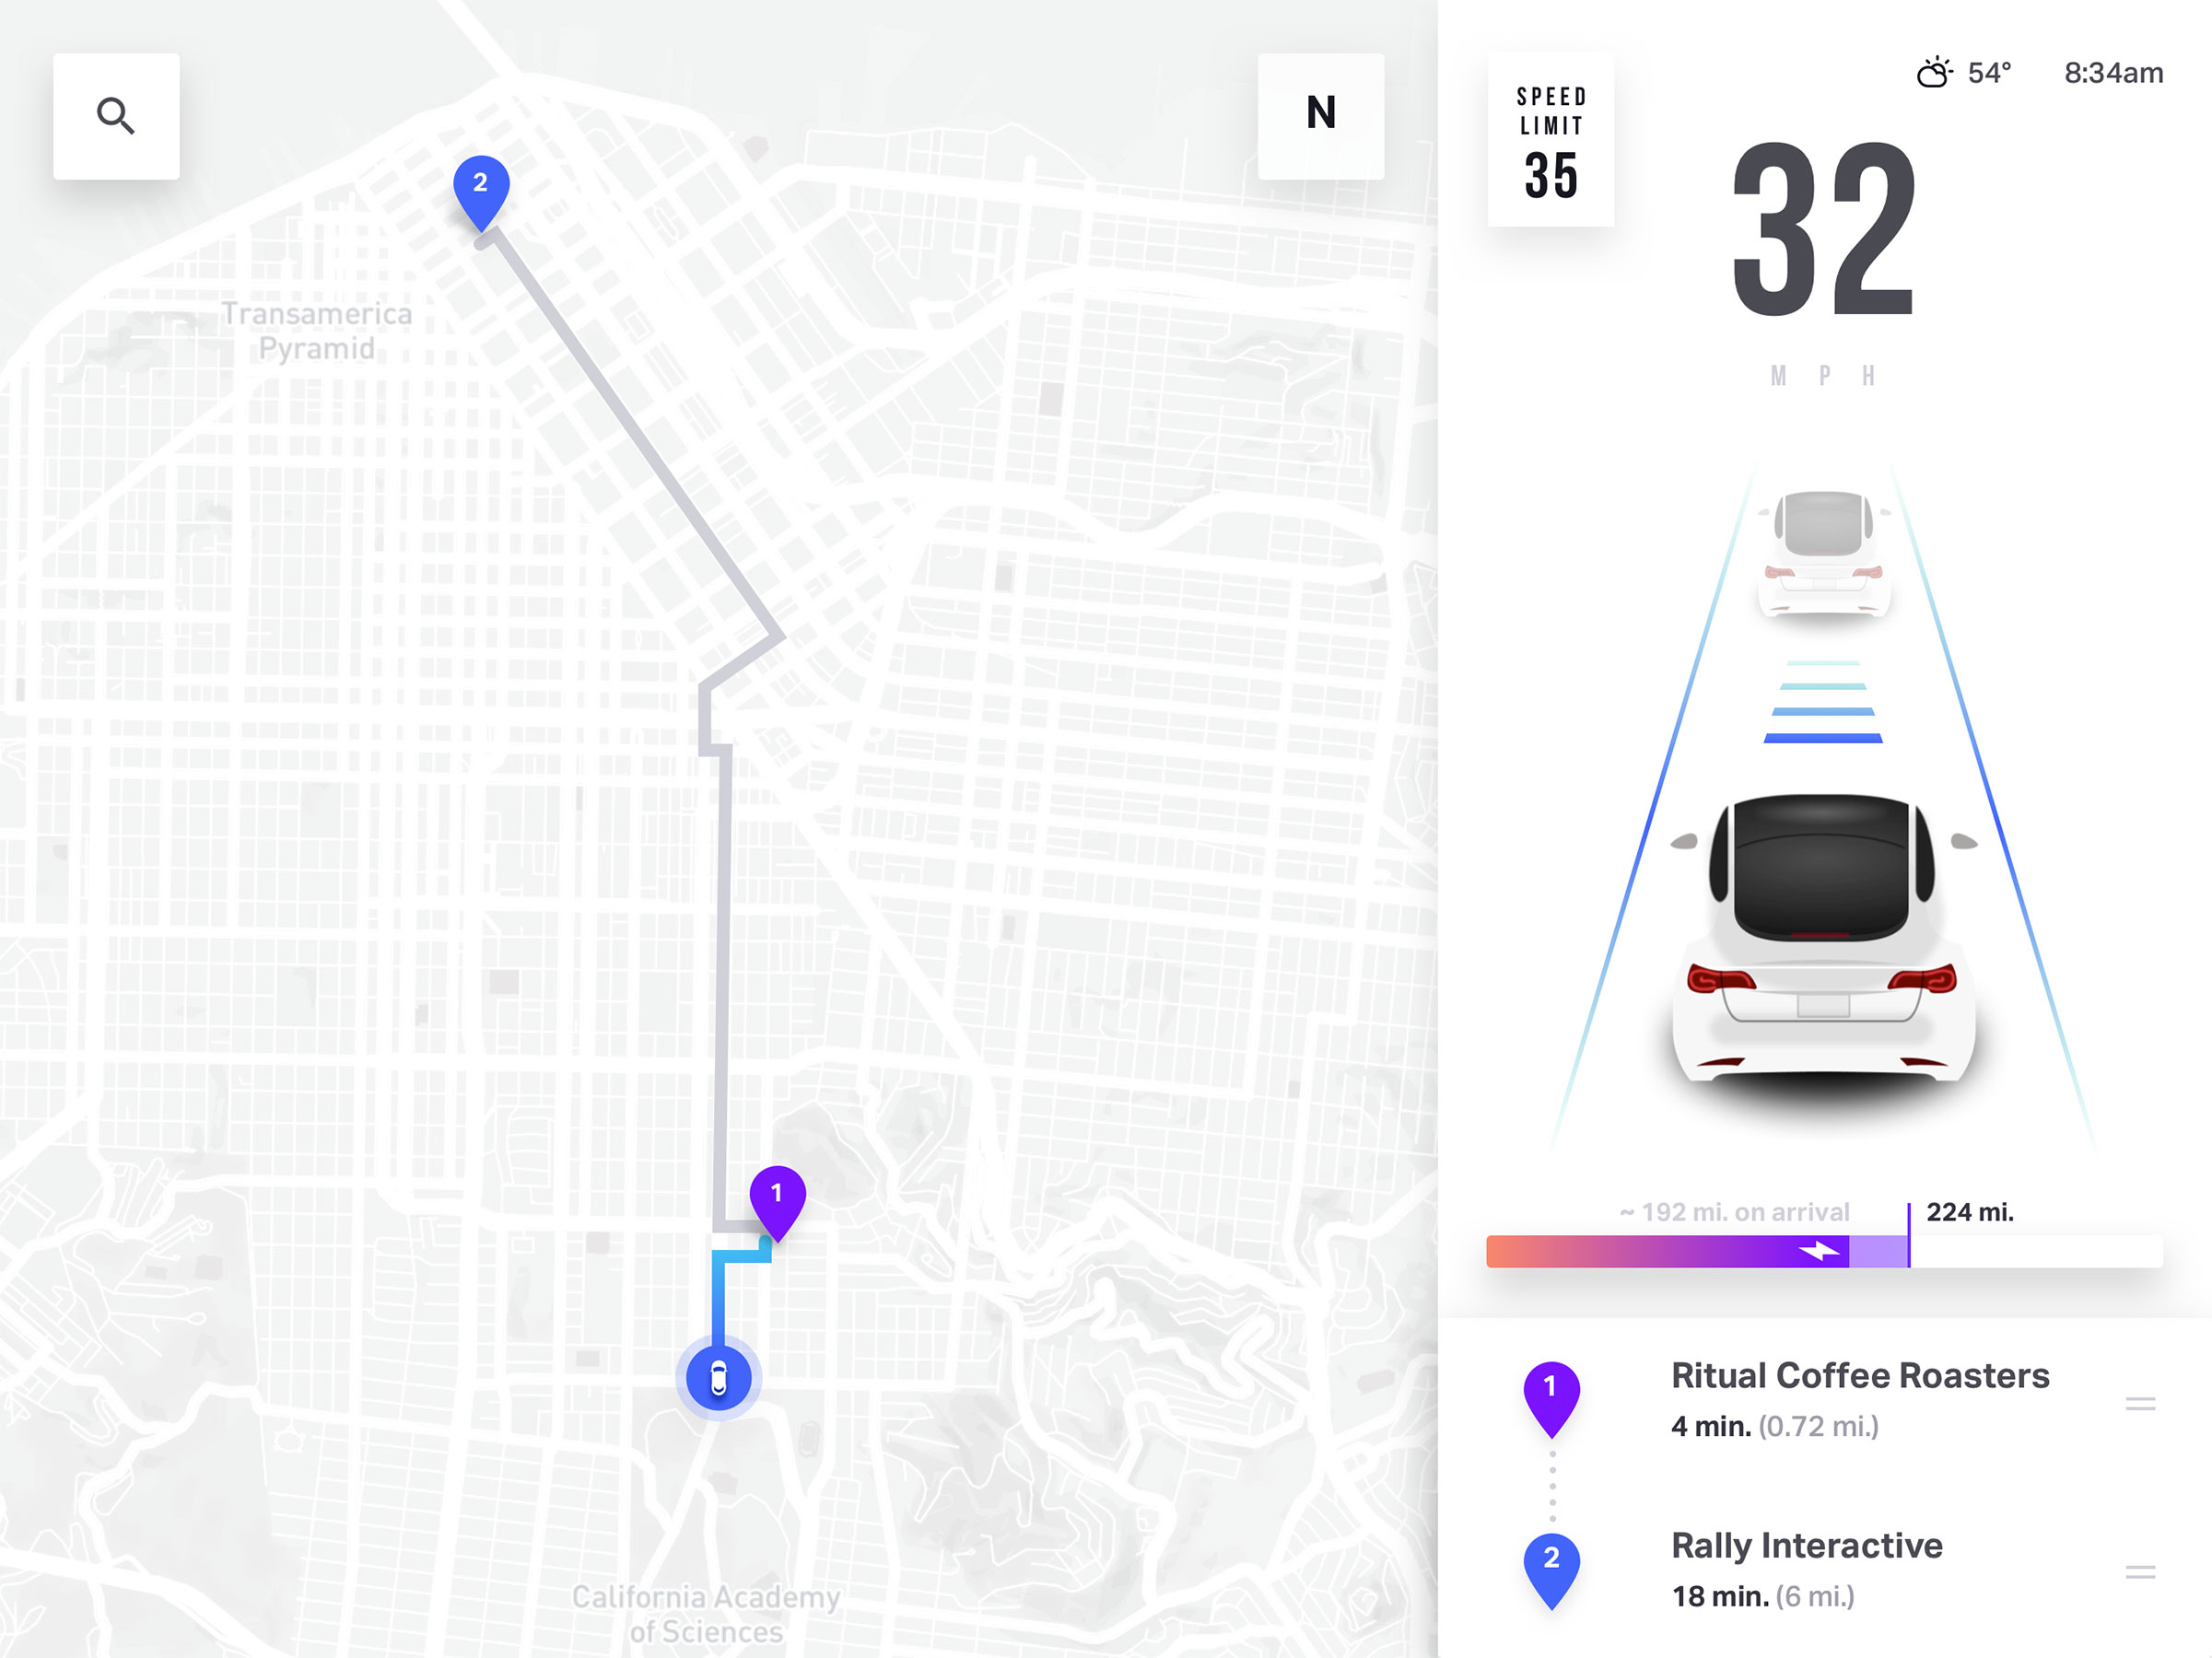 2
N
Transamerica
Pyramid
1
California Academy
of Sciences
SPEED
LIMIT
35
54° 8:34am
32
MPH
~ 192 mi. on arrival 224 mi.
1 Ritual Coffee Roasters
4 min. (0.72 mi.)
2 Rally Interactive
18 min. (6 mi.)